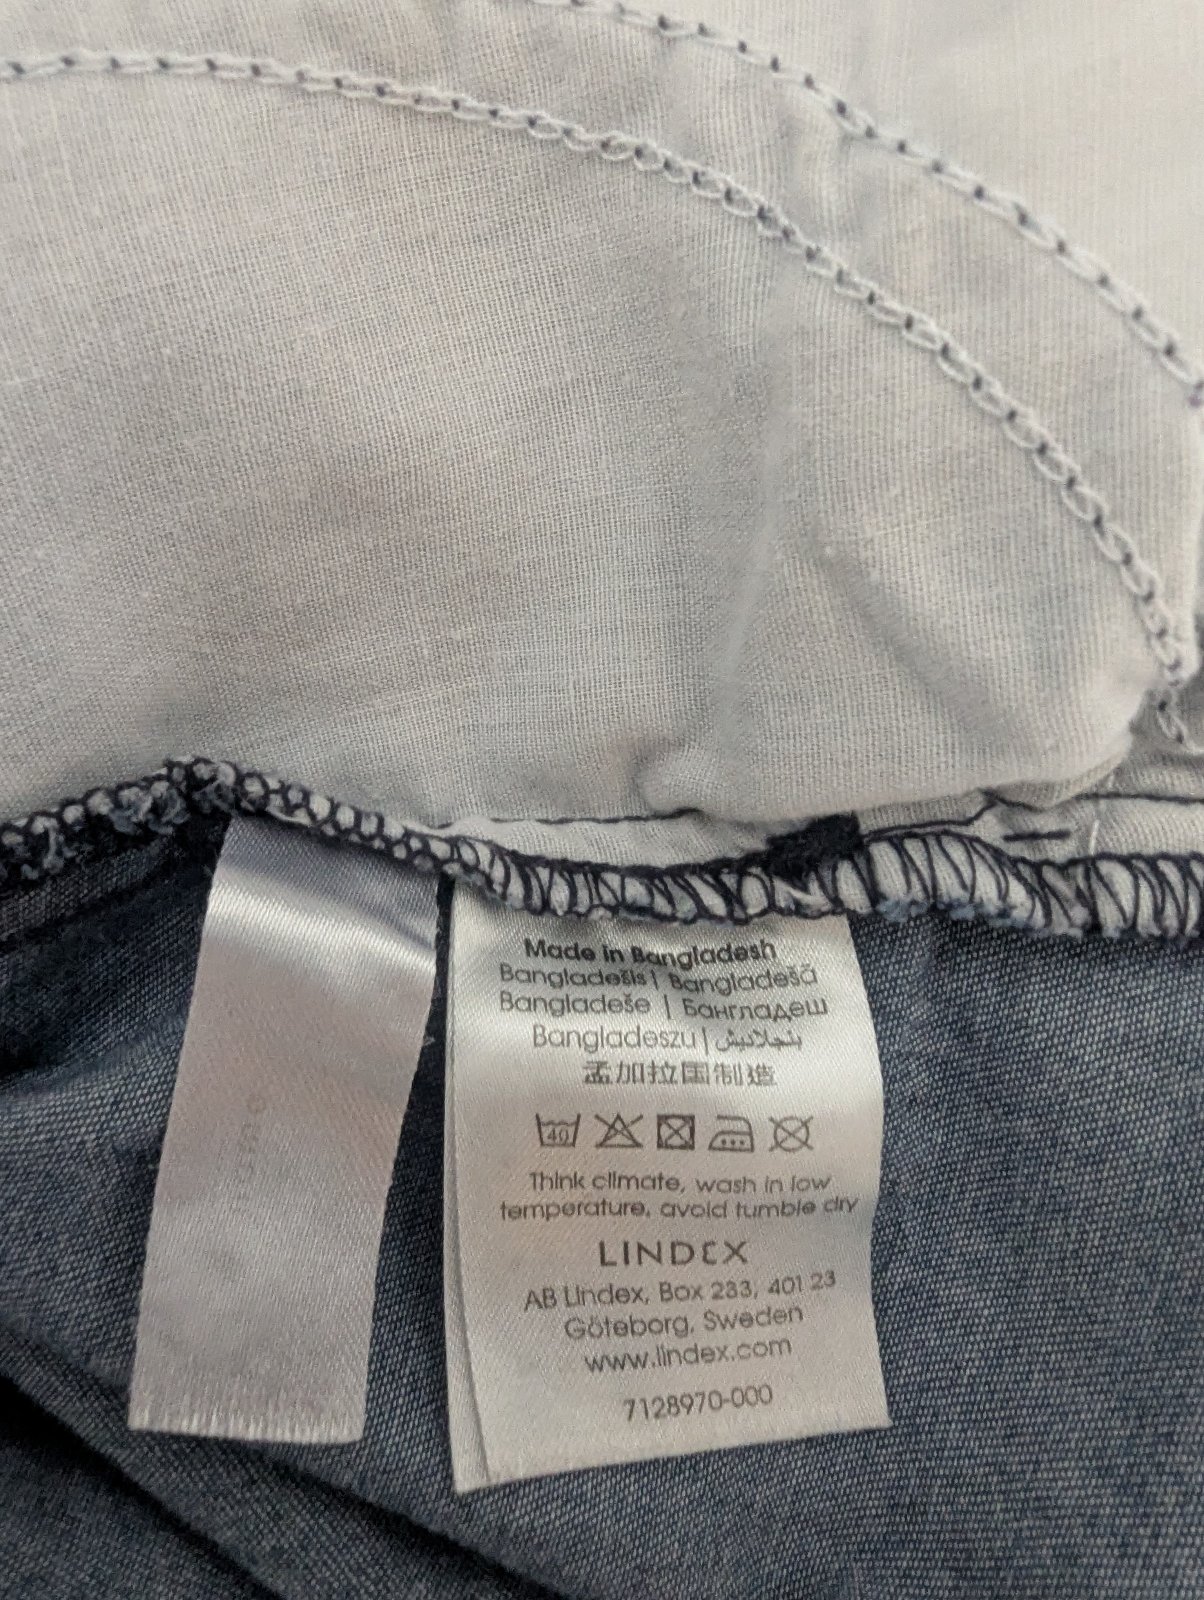 Made in Bangladesh
Bangladešis | Bangladešā
Bangladeše | Бангладеш
Bangladeszu | بنجلاديش
孟加拉国制造
40
Think climate, wash in low
temperature, avoid tumble dry
LINDEX
AB Lindex, Box 233, 401 23
Göteborg, Sweden
www.lindex.com
7128970-000